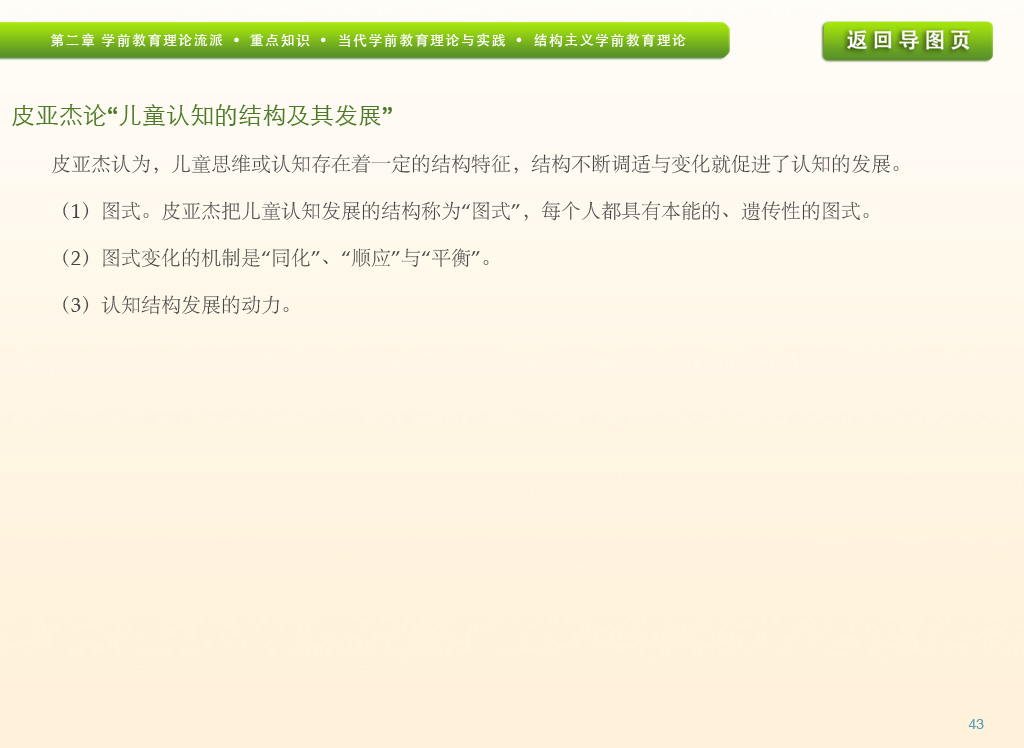 第二章 学前教育理论流派 • 重点知识 • 当代学前教育理论与实践 • 结构主义学前教育理论
返回导图页
皮亚杰论“儿童认知的结构及其发展”
皮亚杰认为，儿童思维或认知存在着一定的结构特征，结构不断调适与变化就促进了认知的发展。
（1）图式。皮亚杰把儿童认知发展的结构称为“图式”，每个人都具有本能的、遗传性的图式。
（2）图式变化的机制是“同化”、“顺应”与“平衡”。
（3）认知结构发展的动力。
43